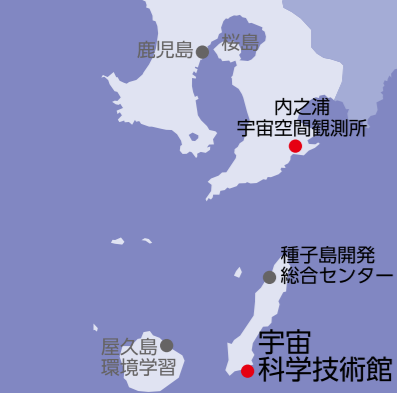 鹿児島
桜島
内之浦
宇宙空間観測所
種子島開発
総合センター
屋久島
環境学習
宇宙
科学技術館